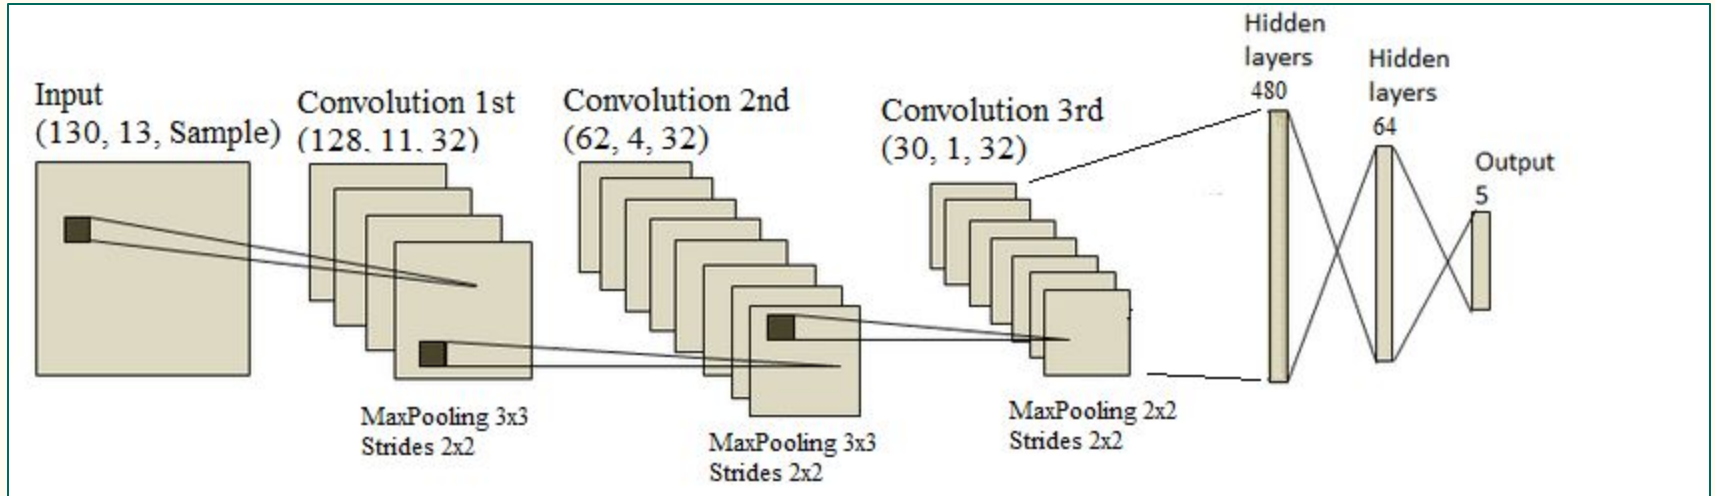 Input
(130, 13, Sample)
Convolution 1st
(128. 11. 32)
MaxPooling 3x3
Strides 2x2
Convolution 2nd
(62, 4, 32)
MaxPooling 3x3
Strides 2x2
Convolution 3rd
(30, 1, 32)
MaxPooling 2x2
Strides 2x2
Hidden
layers
480
Hidden
layers
64
Output
5